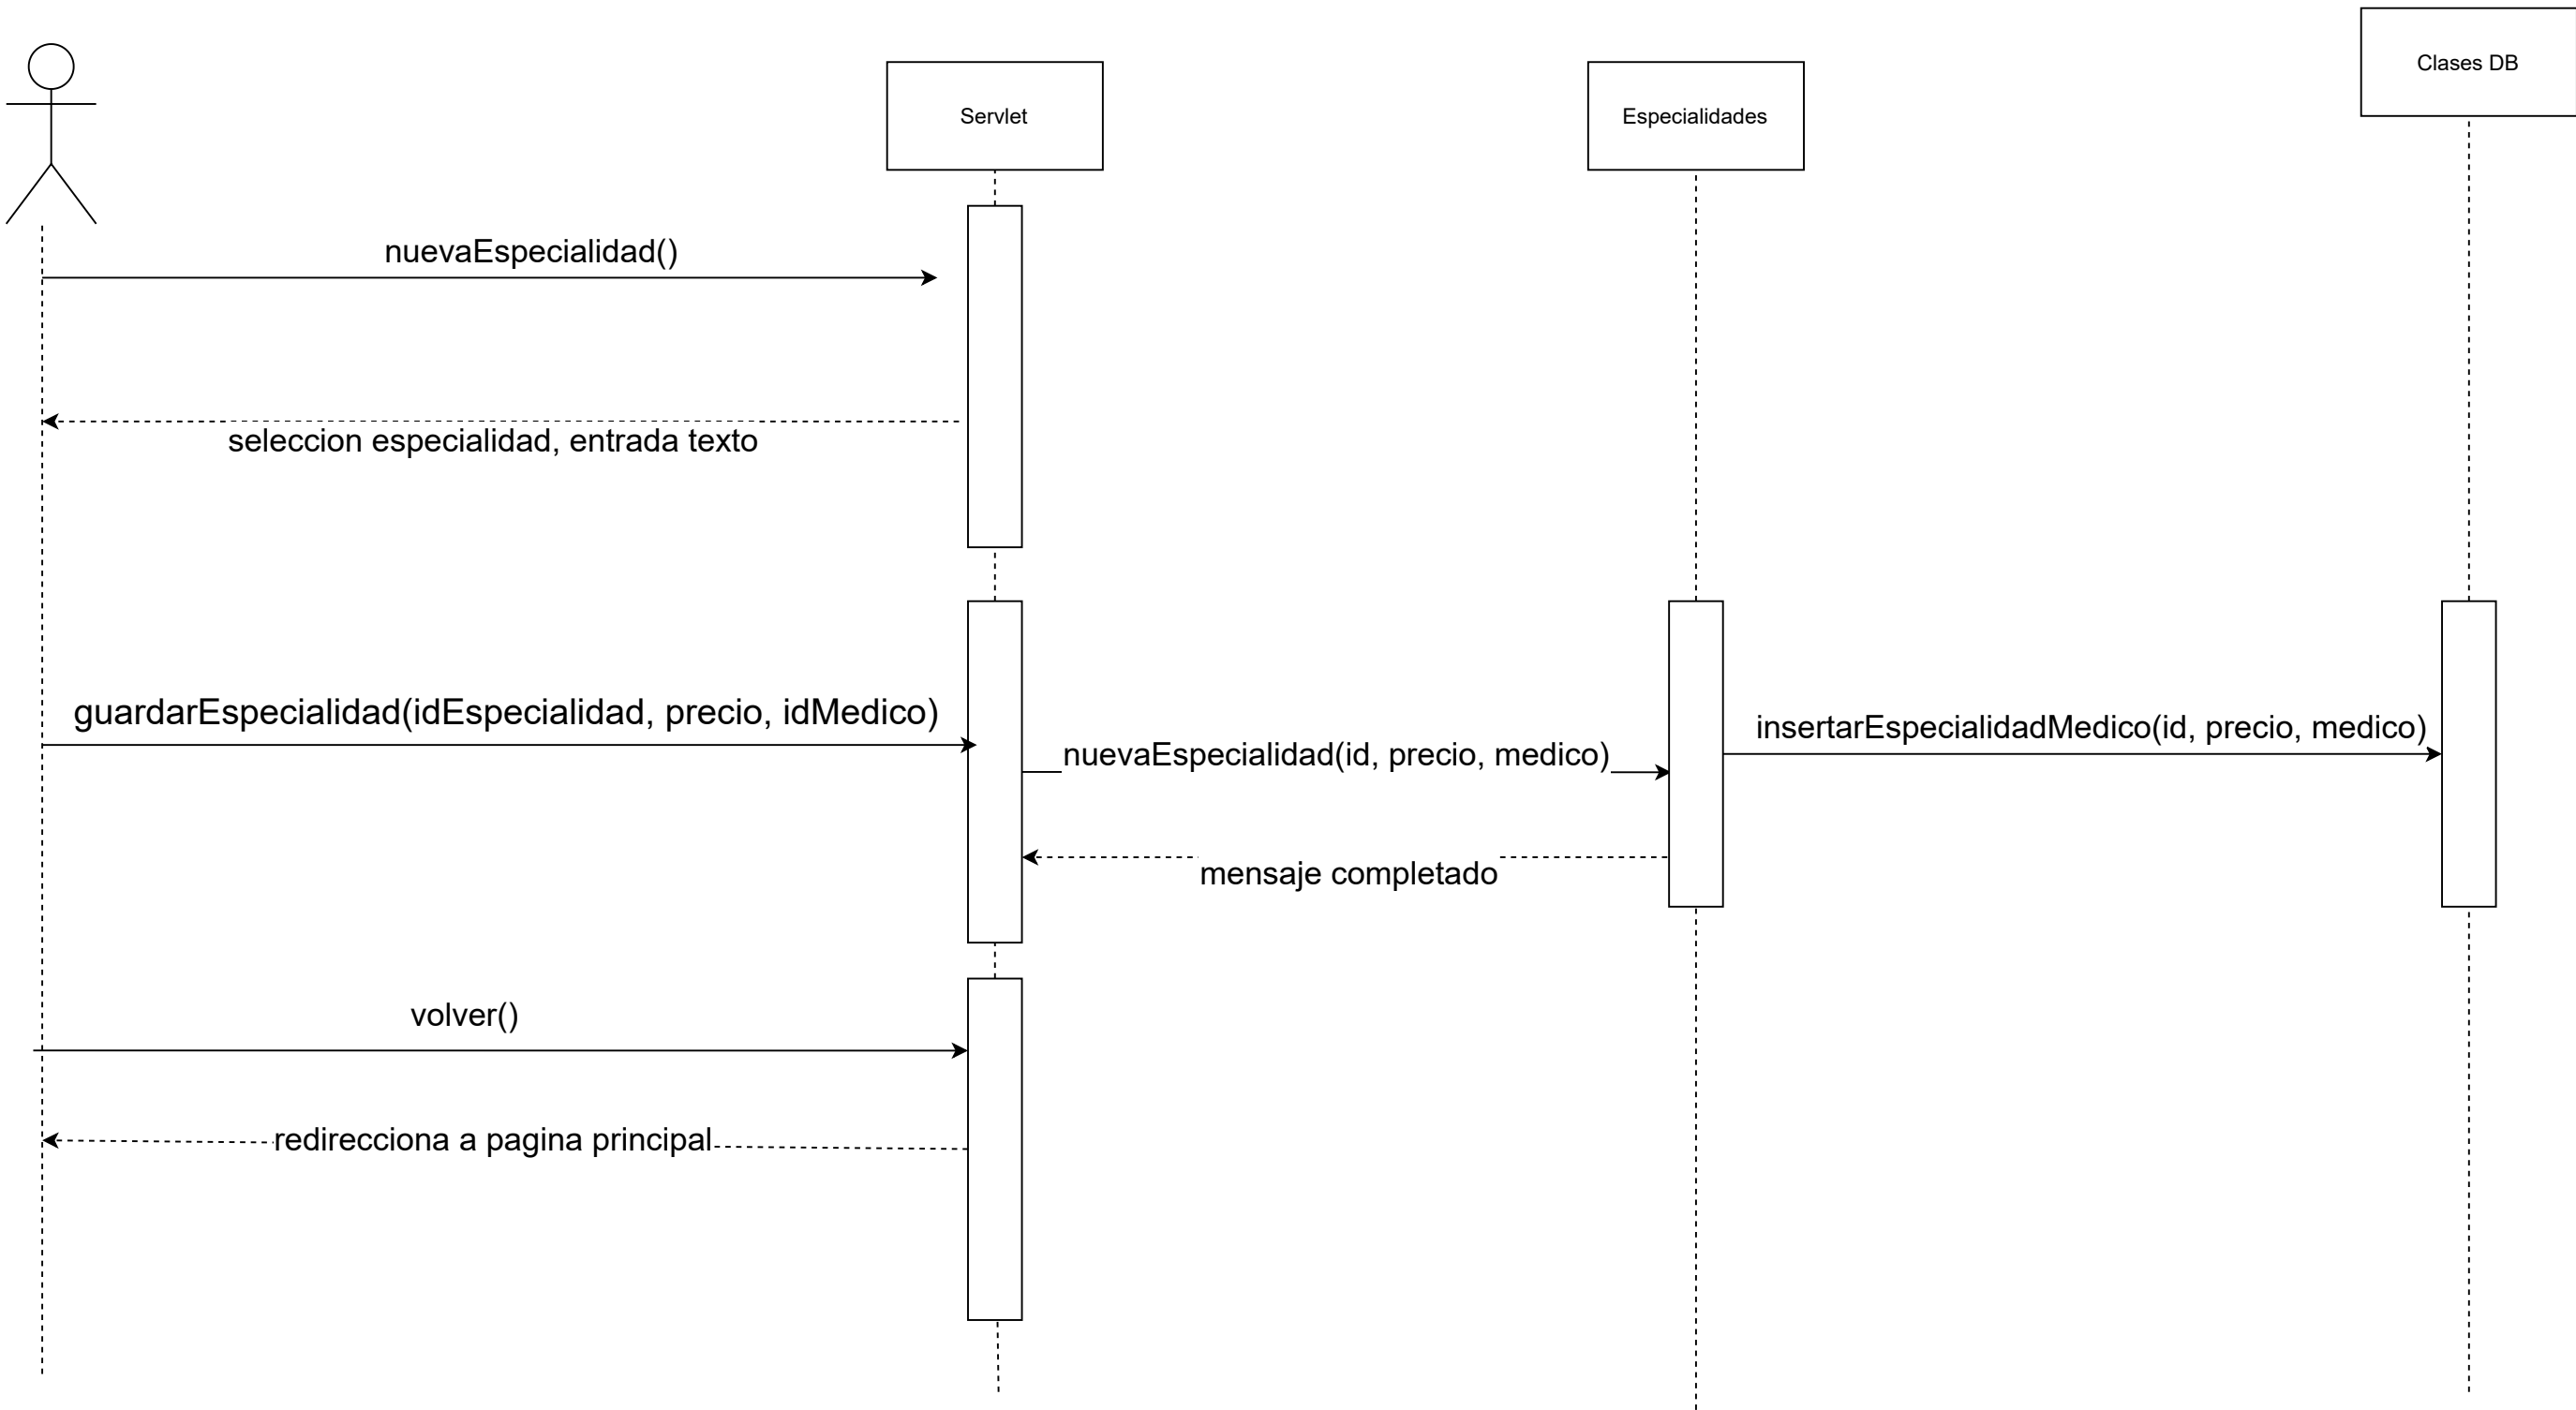 Clases DB
Servlet
Especialidades
nuevaEspecialidad()
seleccion especialidad, entrada texto
guardarEspecialidad(idEspecialidad, precio, idMedico)
nuevaEspecialidad(id, precio, medico)
insertarEspecialidadMedico(id, precio, medico)
mensaje completado
volver()
redirecciona a pagina principal